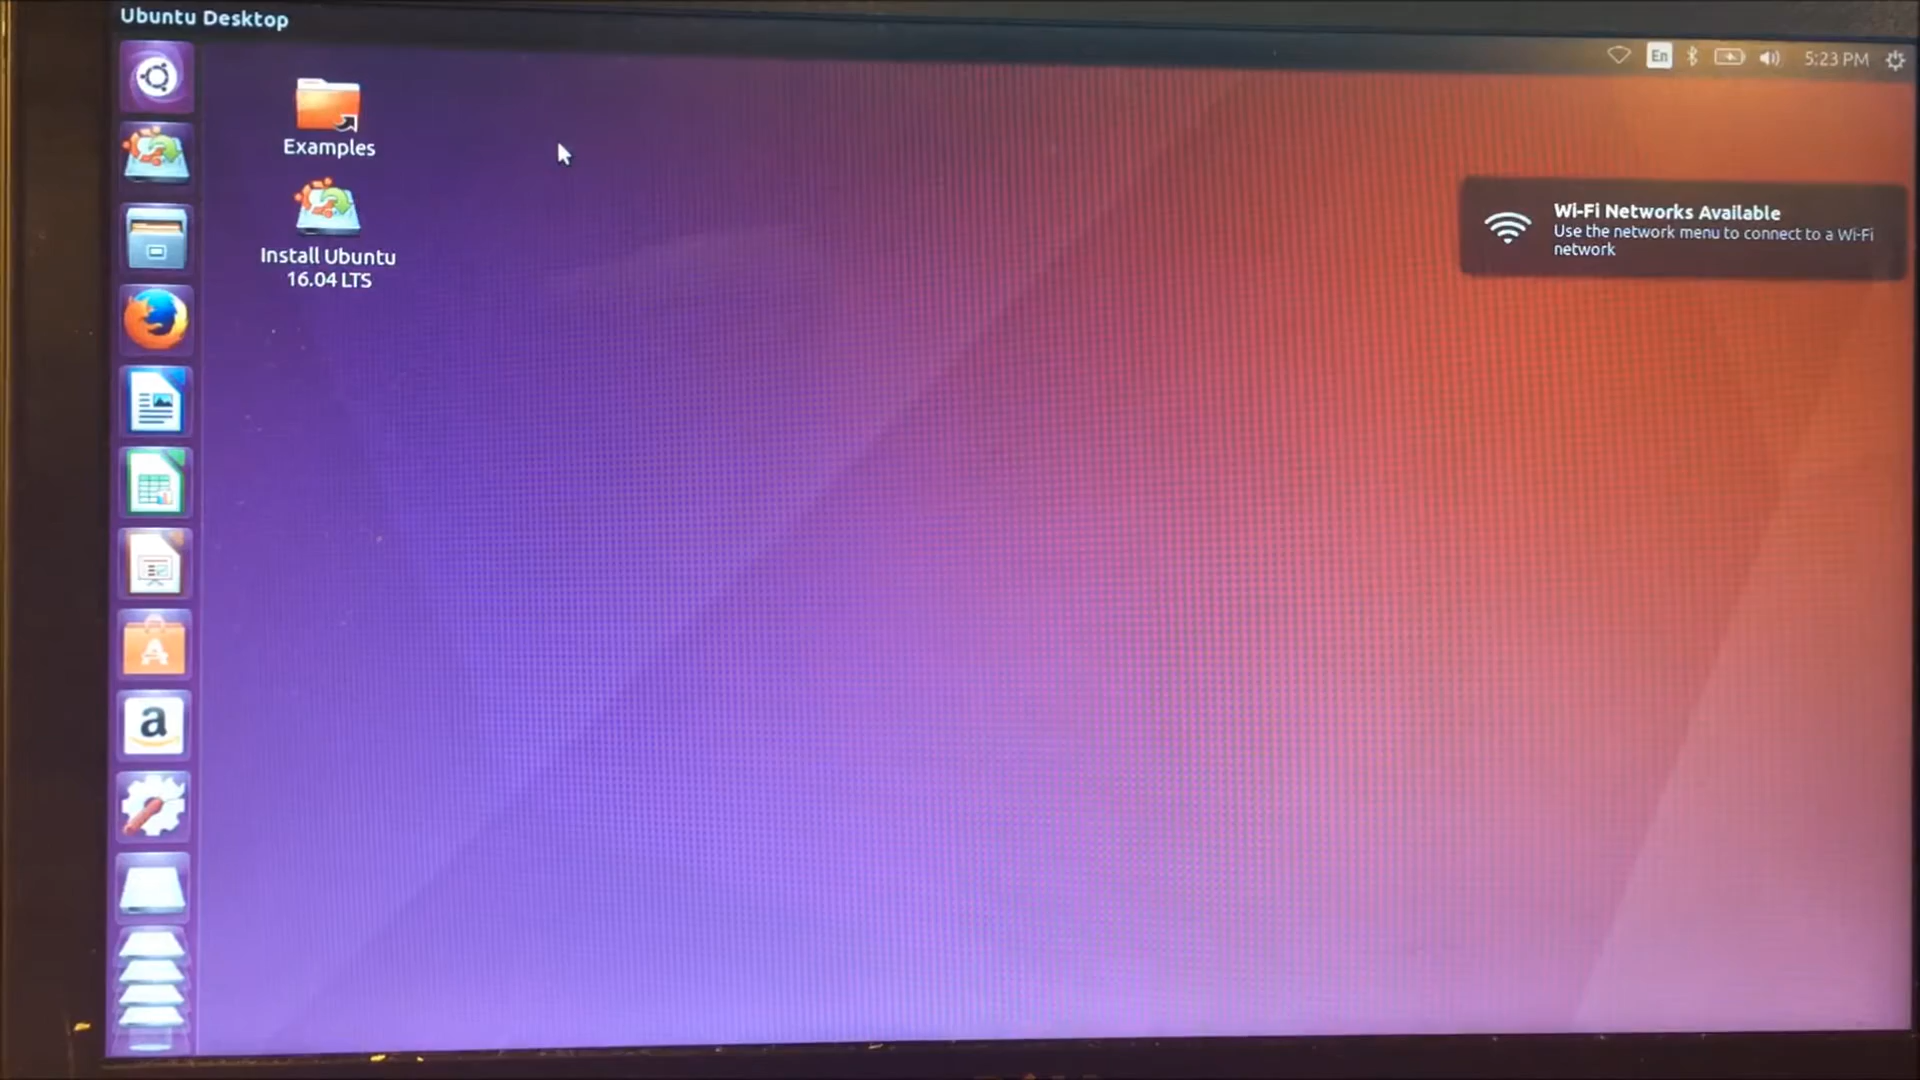 Ubuntu Desktop
En
5:23 PM
Examples
Install Ubuntu
16.04 LTS
Wi-Fi Networks Available
Use the network menu to connect to a Wi-Fi
network
A
a